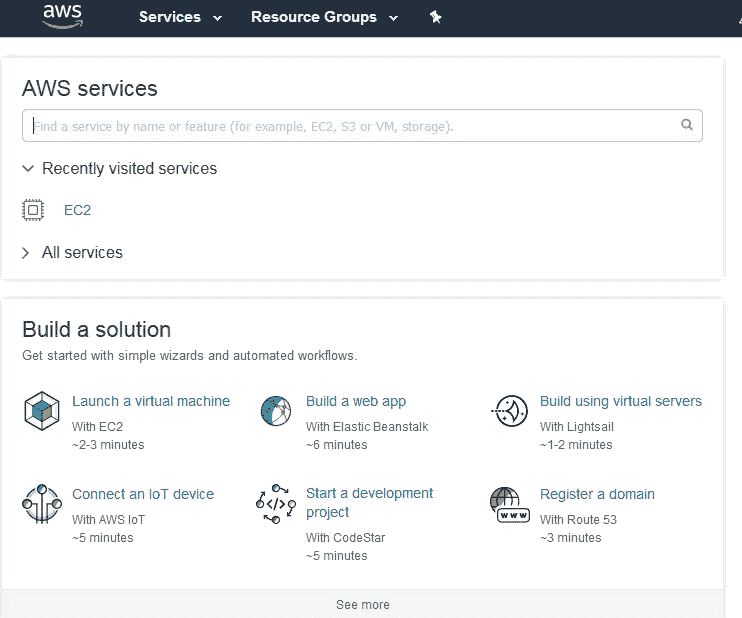 aws Services Resource Groups
AWS services
Find a service by name or feature (for example, EC2, S3 or VM, storage).
Recently visited services
EC2
All services
Build a solution
Get started with simple wizards and automated workflows.
Launch a virtual machine
With EC2
~2-3 minutes
Build a web app
With Elastic Beanstalk
~6 minutes
Build using virtual servers
With Lightsail
~1-2 minutes
Connect an IoT device
With AWS IoT
~5 minutes
Start a development
project
With CodeStar
~5 minutes
Register a domain
With Route 53
~3 minutes
www
See more